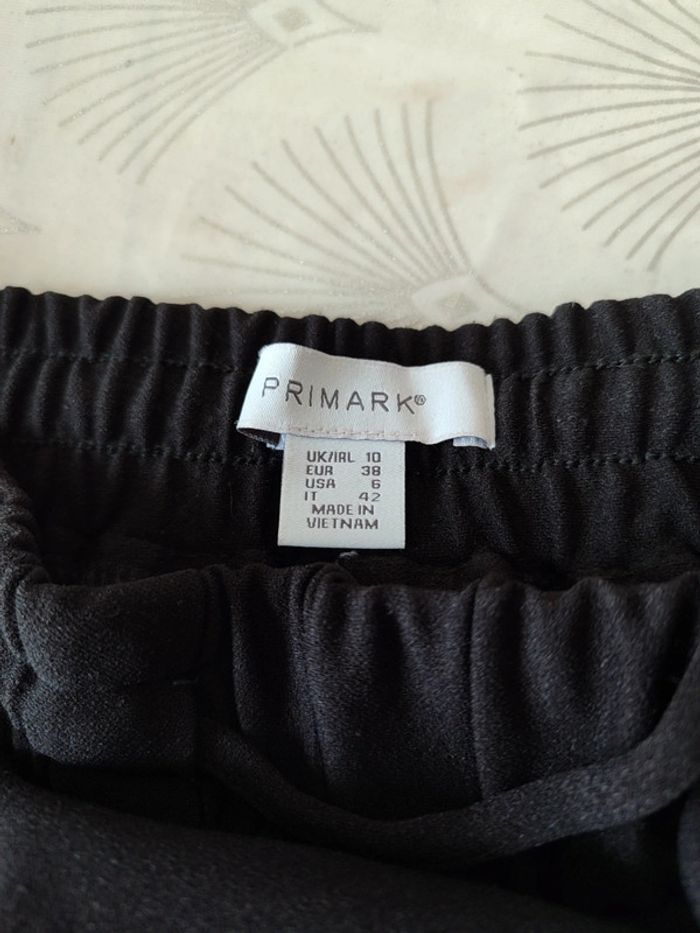 PRIMARK®
UK/IRL 10
EUR 38
USA 6
IT 42
MADE IN
VIETNAM